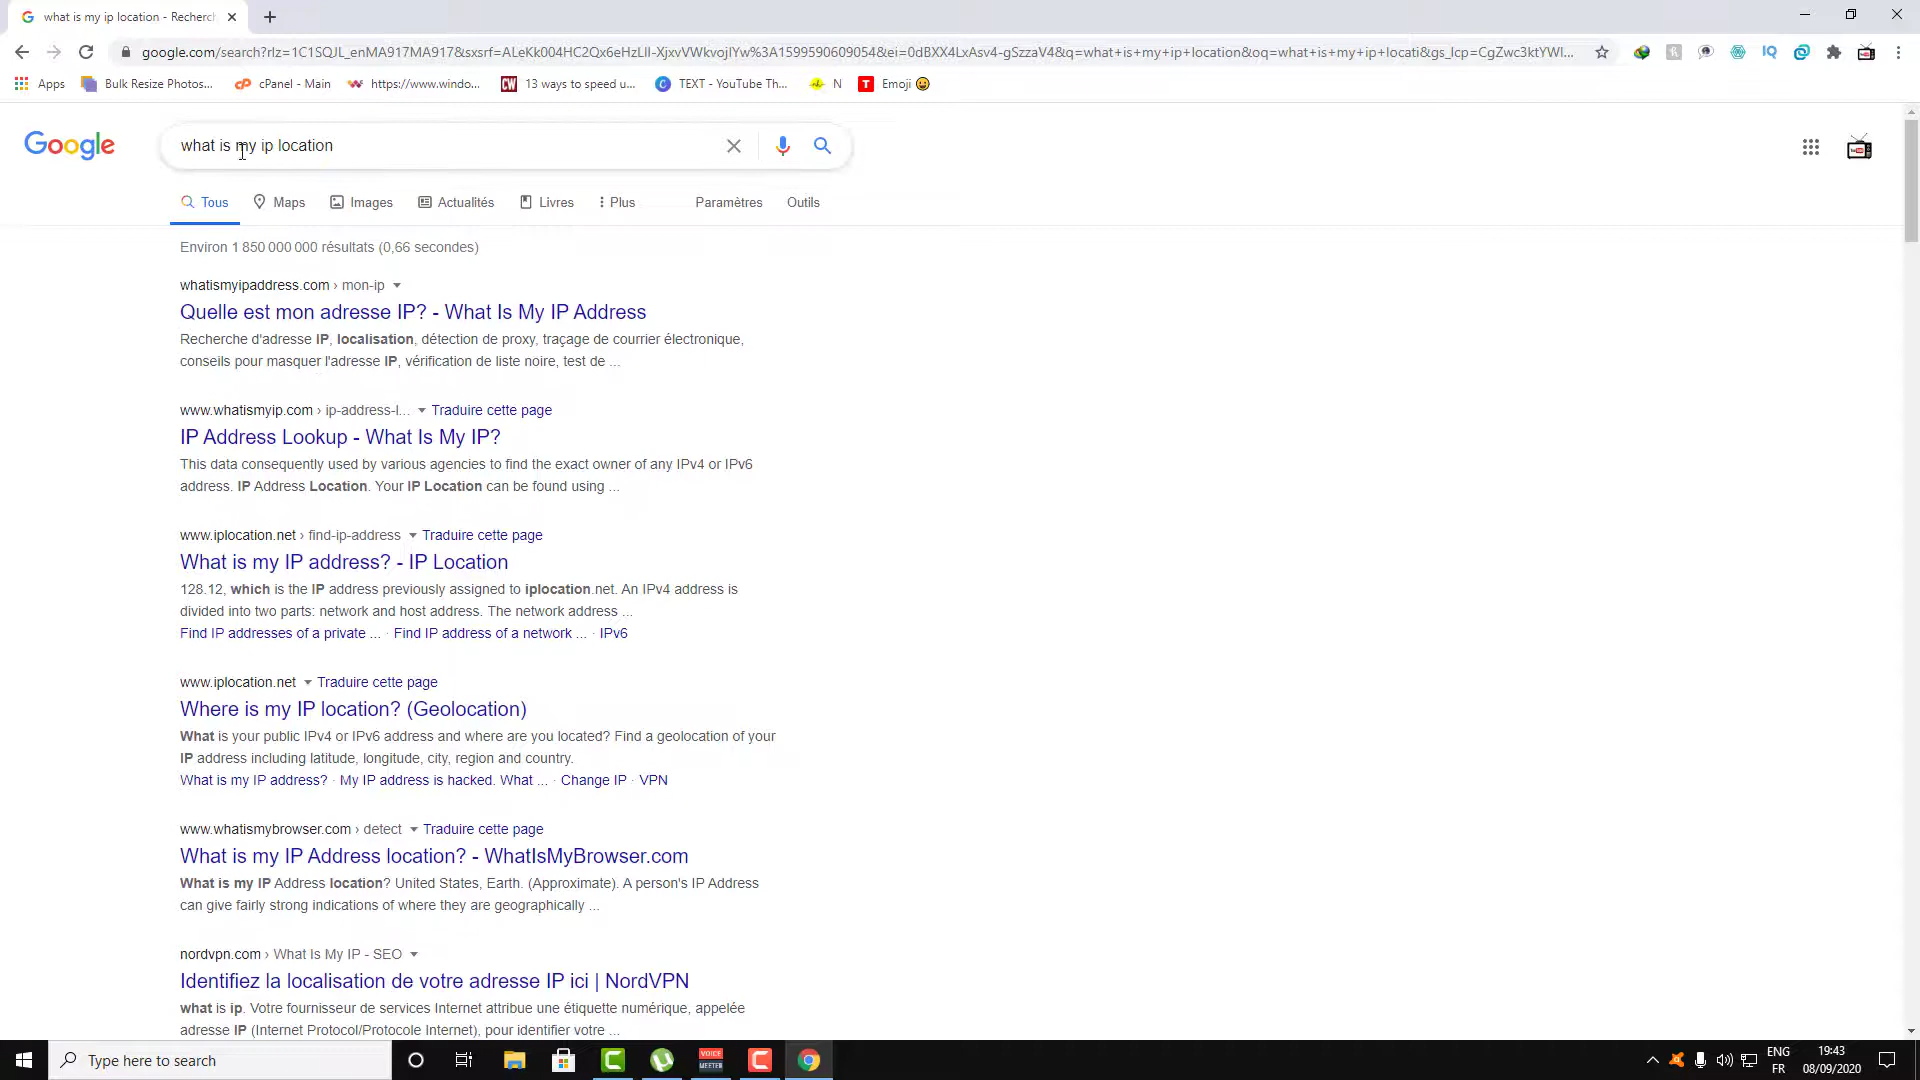 what is my ip location - Recherc
google.com/search?rlz=1C1SQJL_enMA917MA917&sxsrf=ALeKk004HC2Qx6eHzLlI-XjxvVWkvojIYw%3A1599590609054&ei=0dBXX4LxAsv4-gSzzaV4&q=what+is+my+ip+location&oq=what+is+my+ip+locati&gs_lcp=CgZwc3ktYWI...
Apps Bulk Resize Photos... cPanel - Main https://www.windo... 13 ways to speed u... TEXT - YouTube Th... N Emoji 😀
Google what is my ip location
Tous Maps Images Actualités Livres Plus Paramètres Outils
Environ 1 850 000 000 résultats (0,66 secondes)
whatismyipaddress.com › mon-ip
Quelle est mon adresse IP? - What Is My IP Address
Recherche d'adresse IP, localisation, détection de proxy, traçage de courrier électronique,
conseils pour masquer l'adresse IP, vérification de liste noire, test de ...
www.whatismyip.com › ip-address-l... Traduire cette page
IP Address Lookup - What Is My IP?
This data consequently used by various agencies to find the exact owner of any IPv4 or IPv6
address. IP Address Location. Your IP Location can be found using ...
www.iplocation.net › find-ip-address Traduire cette page
What is my IP address? - IP Location
128.12, which is the IP address previously assigned to iplocation.net. An IPv4 address is
divided into two parts: network and host address. The network address ...
Find IP addresses of a private ... · Find IP address of a network ... · IPv6
www.iplocation.net Traduire cette page
Where is my IP location? (Geolocation)
What is your public IPv4 or IPv6 address and where are you located? Find a geolocation of your
IP address including latitude, longitude, city, region and country.
What is my IP address? · My IP address is hacked. What ... · Change IP · VPN
www.whatismybrowser.com › detect Traduire cette page
What is my IP Address location? - WhatIsMyBrowser.com
What is my IP Address location? United States, Earth. (Approximate). A person's IP Address
can give fairly strong indications of where they are geographically ...
nordvpn.com › What Is My IP - SEO
Identifiez la localisation de votre adresse IP ici | NordVPN
what is ip. Votre fournisseur de services Internet attribue une étiquette numérique, appelée
adresse IP (Internet Protocol/Protocole Internet), pour identifier votre ...
Type here to search VOICE MEETER ENG FR 19:43 08/09/2020